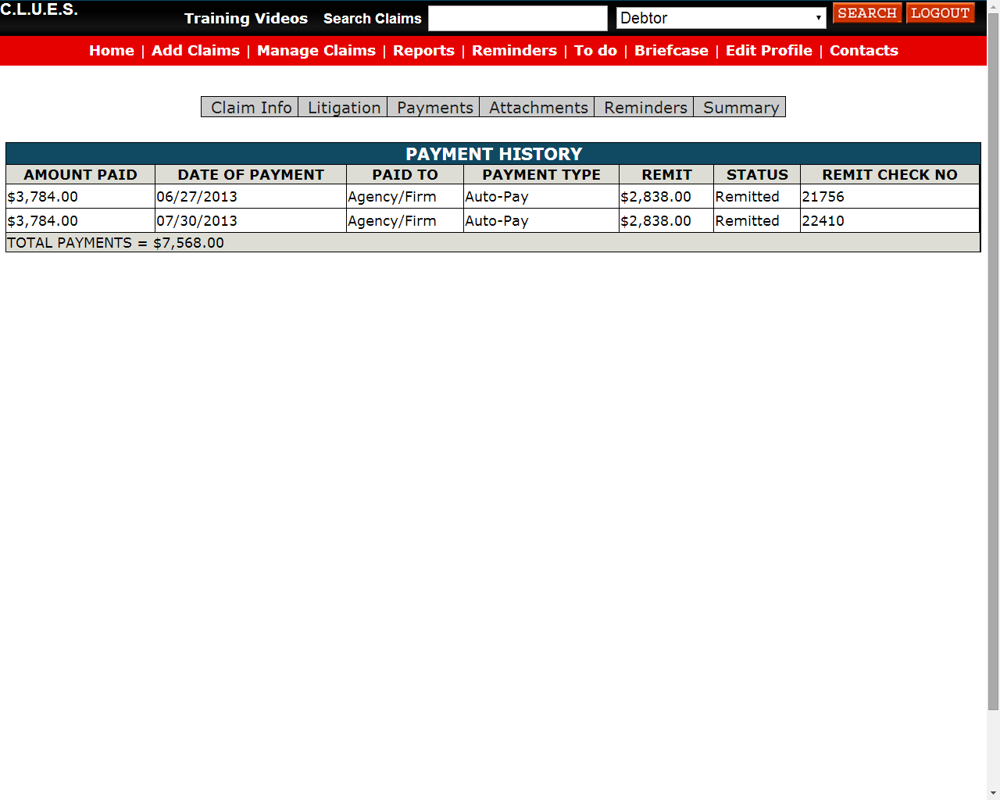 C.L.U.E.S.
Training Videos Search Claims Debtor SEARCH LOGOUT
Home | Add Claims | Manage Claims | Reports | Reminders | To do | Briefcase | Edit Profile | Contacts
Claim Info Litigation Payments Attachments Reminders Summary
PAYMENT HISTORY
AMOUNT PAID DATE OF PAYMENT PAID TO PAYMENT TYPE REMIT STATUS REMIT CHECK NO
$3,784.00 06/27/2013 Agency/Firm Auto-Pay $2,838.00 Remitted 21756
$3,784.00 07/30/2013 Agency/Firm Auto-Pay $2,838.00 Remitted 22410
TOTAL PAYMENTS = $7,568.00